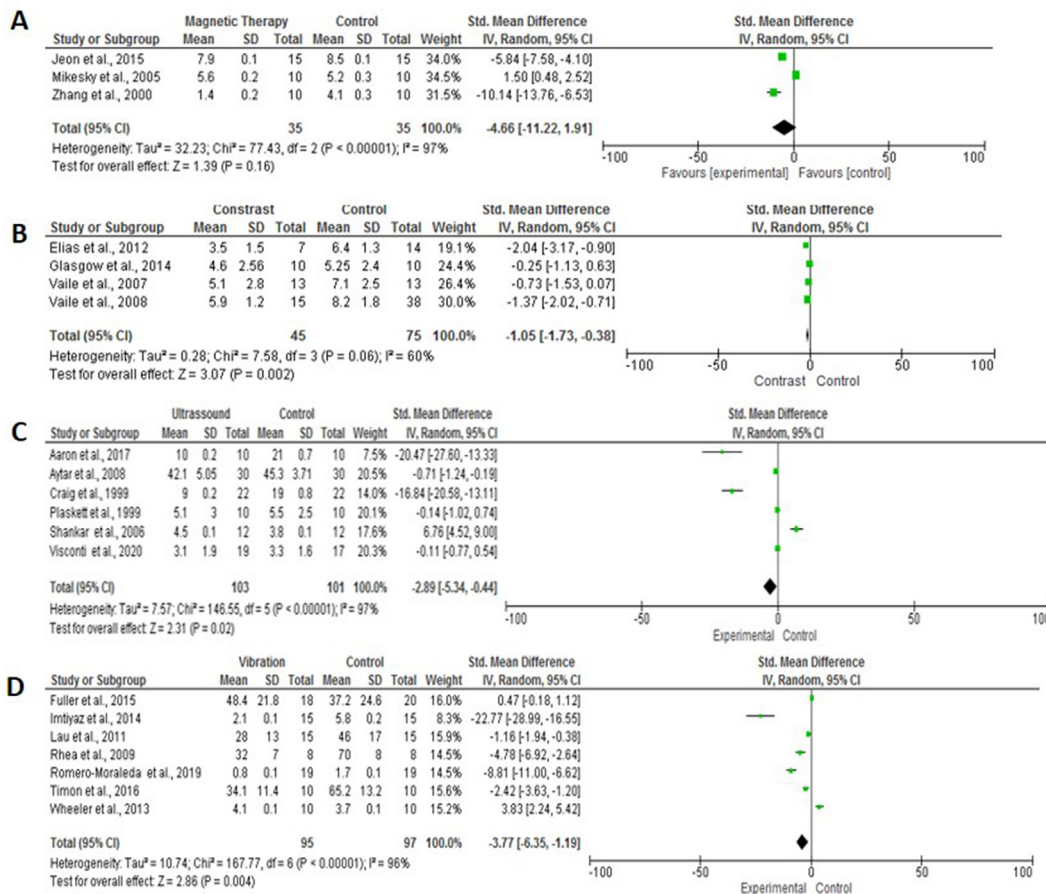 A
Magnetic Therapy Control Std. Mean Difference Std. Mean Difference
Study or Subgroup Mean SD Total Mean SD Total Weight IV, Random, 95% CI IV, Random, 95% CI
Jeon et al., 2015 7.9 0.1 15 8.5 0.1 15 34.0% -5.84 [-7.58, -4.10]
Mikesky et al., 2005 5.6 0.2 10 5.2 0.3 10 34.5% 1.50 [0.48, 2.52]
Zhang et al., 2000 1.4 0.2 10 4.1 0.3 10 31.5% -10.14 [-13.76, -6.53]
Total (95% CI) 35 35 100.0% -4.66 [-11.22, 1.91]
Heterogeneity: Tau² = 32.23; Chi² = 77.43, df = 2 (P < 0.00001); I² = 97%
Test for overall effect: Z = 1.39 (P = 0.16)
-100 -50 0 50 100
Favours [experimental] Favours [control]
B
Constrast Control Std. Mean Difference Std. Mean Difference
Study or Subgroup Mean SD Total Mean SD Total Weight IV, Random, 95% CI IV, Random, 95% CI
Elias et al., 2012 3.5 1.5 7 6.4 1.3 14 19.1% -2.04 [-3.17, -0.90]
Glasgow et al., 2014 4.6 2.56 10 5.25 2.4 10 24.4% -0.25 [-1.13, 0.63]
Vaile et al., 2007 5.1 2.8 13 7.1 2.5 13 26.4% -0.73 [-1.53, 0.07]
Vaile et al., 2008 5.9 1.2 15 8.2 1.8 38 30.0% -1.37 [-2.02, -0.71]
Total (95% CI) 45 75 100.0% -1.05 [-1.73, -0.38]
Heterogeneity: Tau² = 0.28; Chi² = 7.58, df = 3 (P = 0.06); I² = 60%
Test for overall effect: Z = 3.07 (P = 0.002)
-100 -50 0 50 100
Contrast Control
C
Ultrassound Control Std. Mean Difference Std. Mean Difference
Study or Subgroup Mean SD Total Mean SD Total Weight IV, Random, 95% CI IV, Random, 95% CI
Aaron et al., 2017 10 0.2 10 21 0.7 10 7.5% -20.47 [-27.60, -13.33]
Aytar et al., 2008 42.1 5.05 30 45.3 3.71 30 20.5% -0.71 [-1.24, -0.19]
Craig et al., 1999 9 0.2 22 19 0.8 22 14.0% -16.84 [-20.58, -13.11]
Plaskett et al., 1999 5.1 3 10 5.5 2.5 10 20.1% -0.14 [-1.02, 0.74]
Shankar et al., 2006 4.5 0.1 12 3.8 0.1 12 17.6% 6.76 [4.52, 9.00]
Visconti et al., 2020 3.1 1.9 19 3.3 1.6 17 20.3% -0.11 [-0.77, 0.54]
Total (95% CI) 103 101 100.0% -2.89 [-5.34, -0.44]
Heterogeneity: Tau² = 7.57; Chi² = 146.55, df = 5 (P < 0.00001); I² = 97%
Test for overall effect: Z = 2.31 (P = 0.02)
-100 -50 0 50 100
Experimental Control
D
Vibration Control Std. Mean Difference Std. Mean Difference
Study or Subgroup Mean SD Total Mean SD Total Weight IV, Random, 95% CI IV, Random, 95% CI
Fuller et al., 2015 48.4 21.8 18 37.2 24.6 20 16.0% 0.47 [-0.18, 1.12]
Imtiyaz et al., 2014 2.1 0.1 15 5.8 0.2 15 8.3% -22.77 [-28.99, -16.55]
Lau et al., 2011 28 13 15 46 17 15 15.9% -1.16 [-1.94, -0.38]
Rhea et al., 2009 32 7 8 70 8 8 14.5% -4.78 [-6.92, -2.64]
Romero-Moraleda et al., 2019 0.8 0.1 19 1.7 0.1 19 14.5% -8.81 [-11.00, -6.62]
Timon et al., 2016 34.1 11.4 10 65.2 13.2 10 15.6% -2.42 [-3.63, -1.20]
Wheeler et al., 2013 4.1 0.1 10 3.7 0.1 10 15.2% 3.83 [2.24, 5.42]
Total (95% CI) 95 97 100.0% -3.77 [-6.35, -1.19]
Heterogeneity: Tau² = 10.74; Chi² = 167.77, df = 6 (P < 0.00001); I² = 96%
Test for overall effect: Z = 2.86 (P = 0.004)
-100 -50 0 50 100
Experimental Control